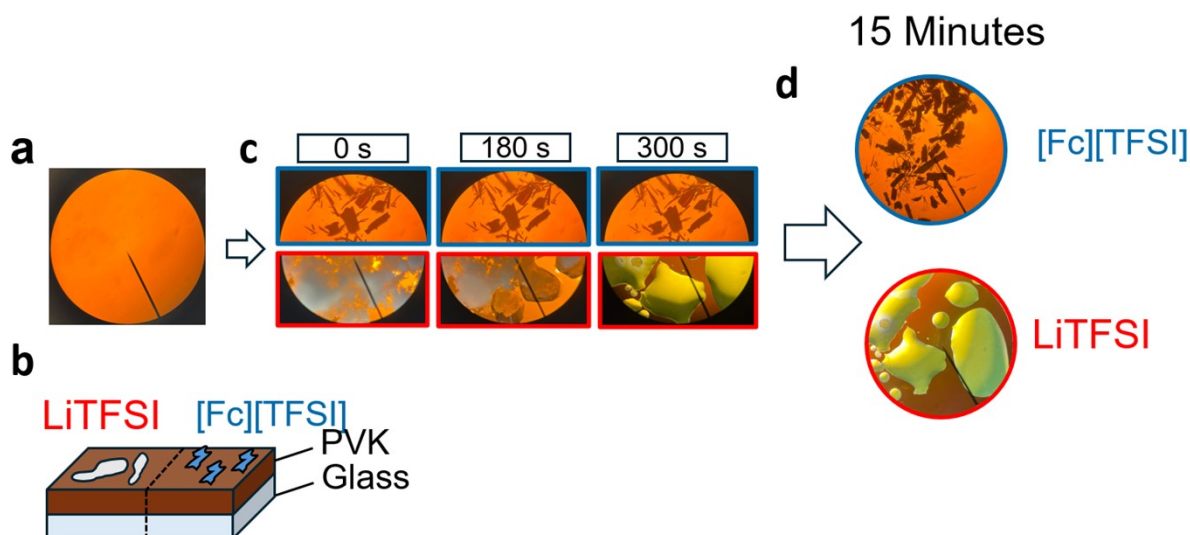 15 Minutes
a
c
d
0 s
180 s
300 s
[Fc][TFSI]
LiTFSI
b
LiTFSI
[Fc][TFSI]
PVK
Glass